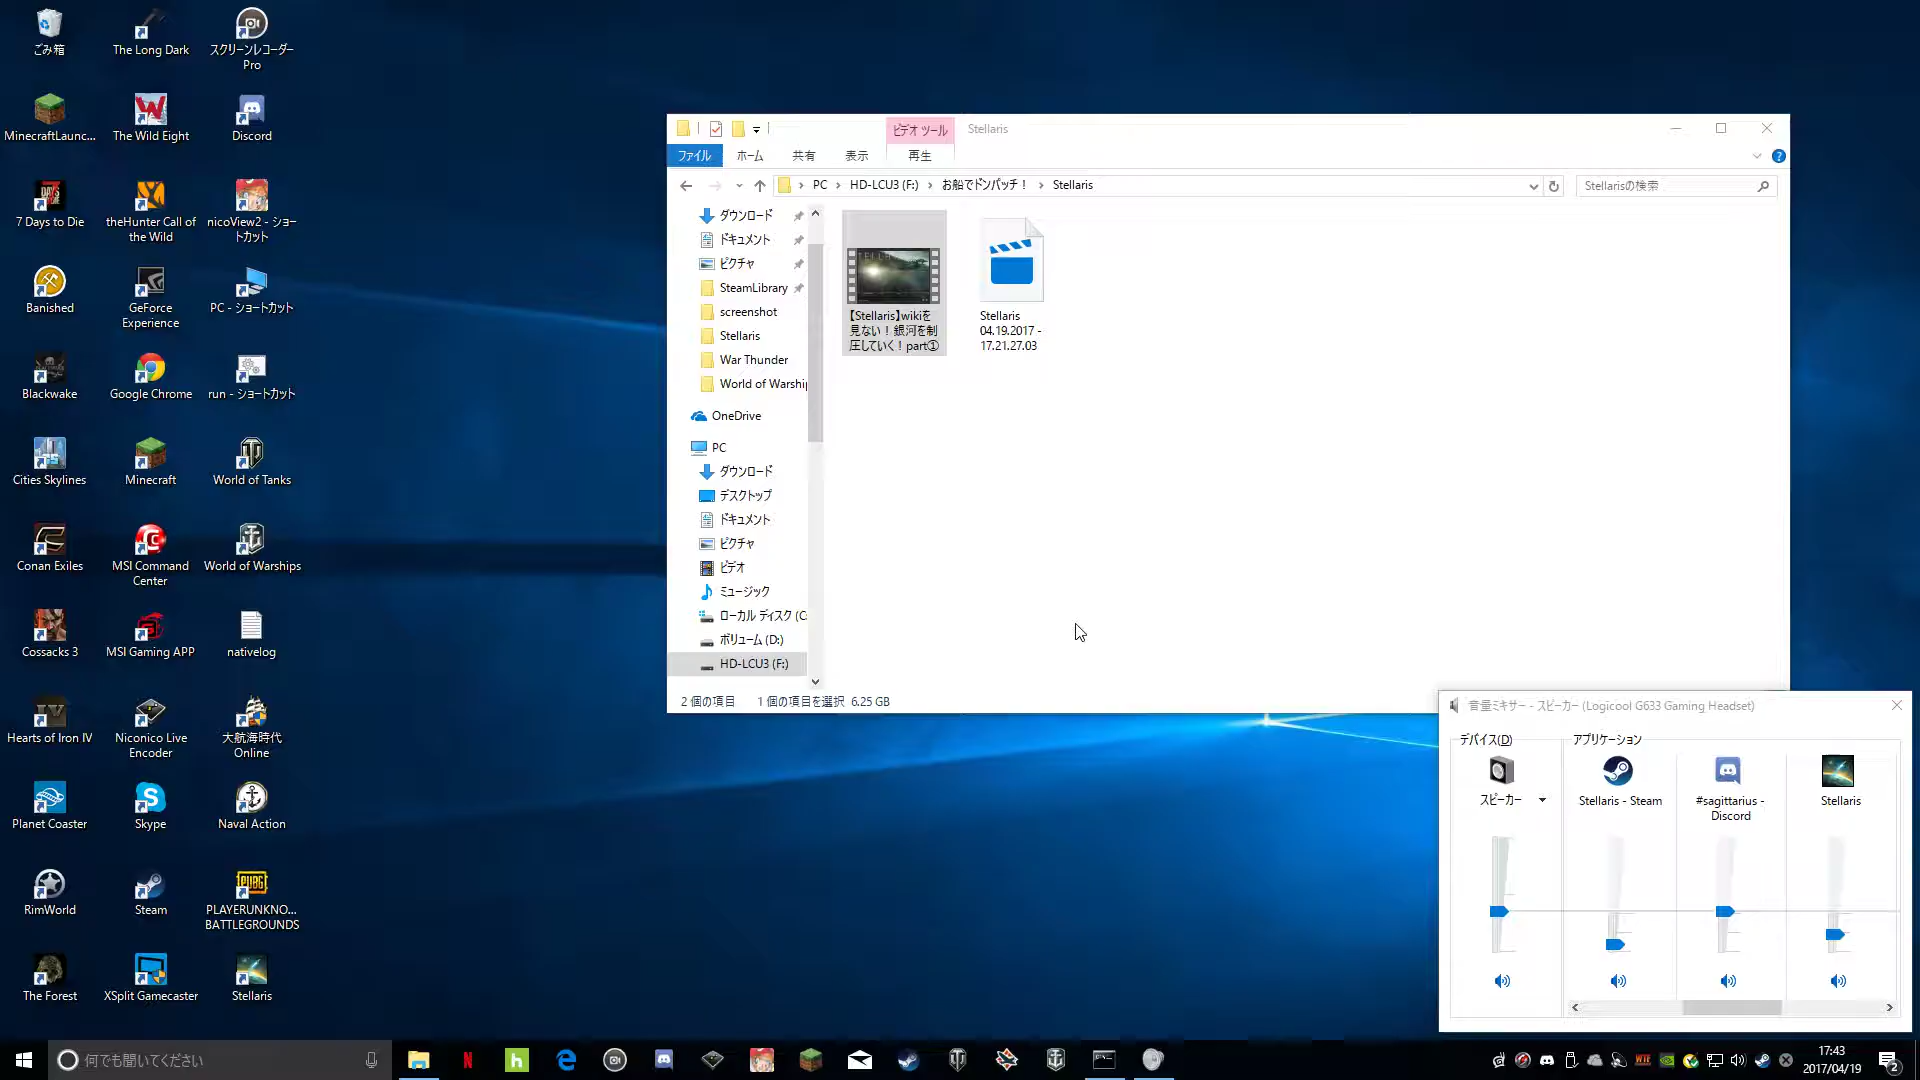 ごみ箱
The Long Dark
スクリーンレコーダー
Pro
MinecraftLaunc...
The Wild Eight
Discord
7 Days to Die
theHunter Call of
the Wild
nicoView2 - ショー
トカット
Banished
GeForce
Experience
PC - ショートカット
Blackwake
Google Chrome
run - ショートカット
Cities Skylines
Minecraft
World of Tanks
Conan Exiles
MSI Command
Center
World of Warships
Cossacks 3
MSI Gaming APP
nativelog
Hearts of Iron IV
Niconico Live
Encoder
大航海時代
Online
Planet Coaster
Skype
Naval Action
RimWorld
Steam
PLAYERUNKNO...
BATTLEGROUNDS
The Forest
XSplit Gamecaster
Stellaris
ビデオ ツール
Stellaris
ファイル
ホーム
共有
表示
再生
PC
HD-LCU3 (F:)
お船でドンパッチ！
Stellaris
Stellarisの検索
ダウンロード
ドキュメント
ピクチャ
SteamLibrary
screenshot
Stellaris
War Thunder
World of Warship
OneDrive
PC
ダウンロード
デスクトップ
ドキュメント
ピクチャ
ビデオ
ミュージック
ローカル ディスク (C:
ボリューム (D:)
HD-LCU3 (F:)
【Stellaris】wikiを
見ない！銀河を制
圧していく！part①
Stellaris
04.19.2017 -
17.21.27.03
2 個の項目
1 個の項目を選択 6.25 GB
音量ミキサー - スピーカー (Logicool G633 Gaming Headset)
デバイス(D)
アプリケーション
スピーカー
Stellaris - Steam
#sagittarius -
Discord
Stellaris
何でも聞いてください
17:43
2017/04/19
2